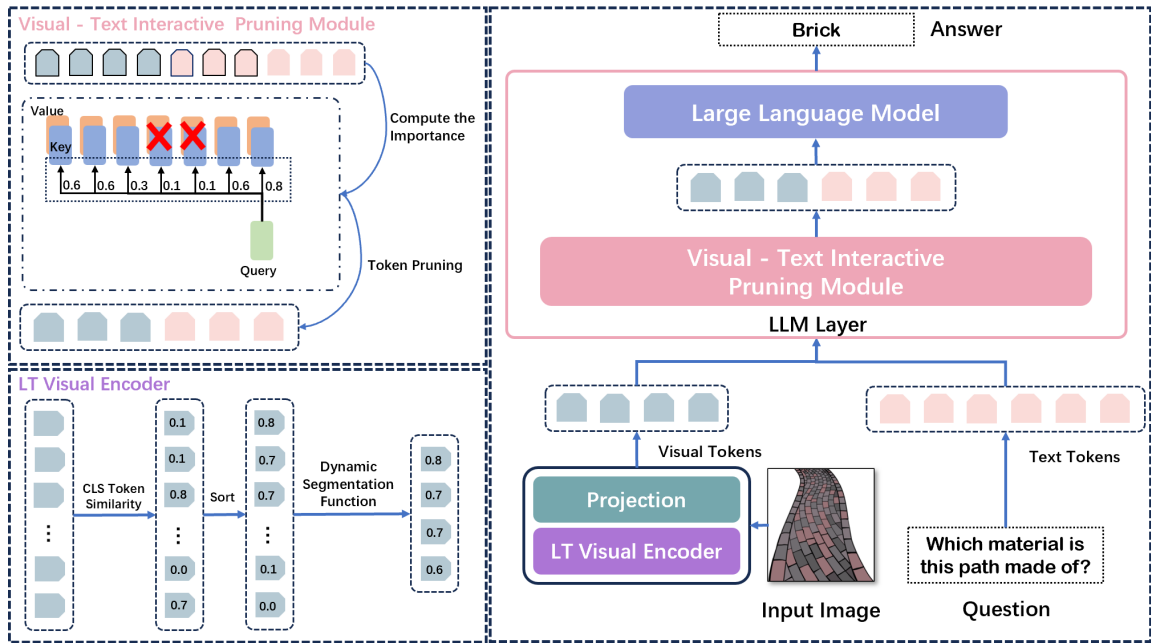 Visual - Text Interactive Pruning Module
Value
Key
0.6
0.6
0.3
0.1
0.1
0.6
0.8
Query
Compute the
Importance
Token Pruning
LT Visual Encoder
CLS Token
Similarity
0.1
0.1
0.8
...
0.0
0.7
Sort
0.8
0.7
0.7
...
0.1
0.0
Dynamic
Segmentation
Function
0.8
0.7
0.7
0.6
Brick
Answer
Large Language Model
Visual - Text Interactive
Pruning Module
LLM Layer
Visual Tokens
Text Tokens
Projection
LT Visual Encoder
Input Image
Which material is
this path made of?
Question